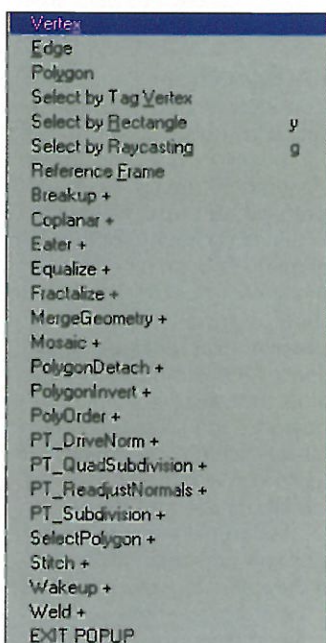 Vertex
Edge
Polygon
Select by Tag Vertex
Select by Rectangle y
Select by Raycasting g
Reference Frame
Breakup +
Coplanar +
Eater +
Equalize +
Fractalize +
MergeGeometry +
Mosaic +
PolygonDetach +
PolygonInvert +
PolyOrder +
PT_DriveNorm +
PT_QuadSubdivision +
PT_ReadjustNormals +
PT_Subdivision +
SelectPolygon +
Stitch +
Wakeup +
Weld +
EXIT POPUP